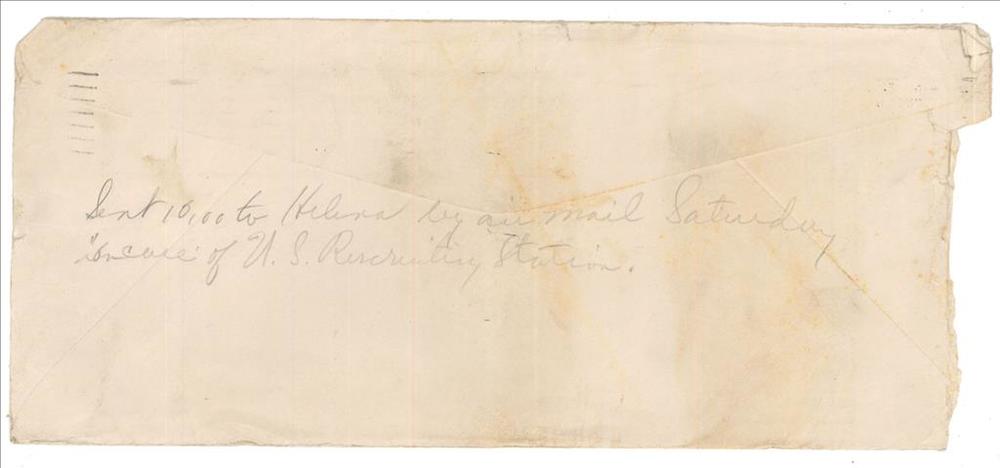 Sent 10.00 to Helena by air mail Saturday
"in care" of U.S. Recruiting Station.